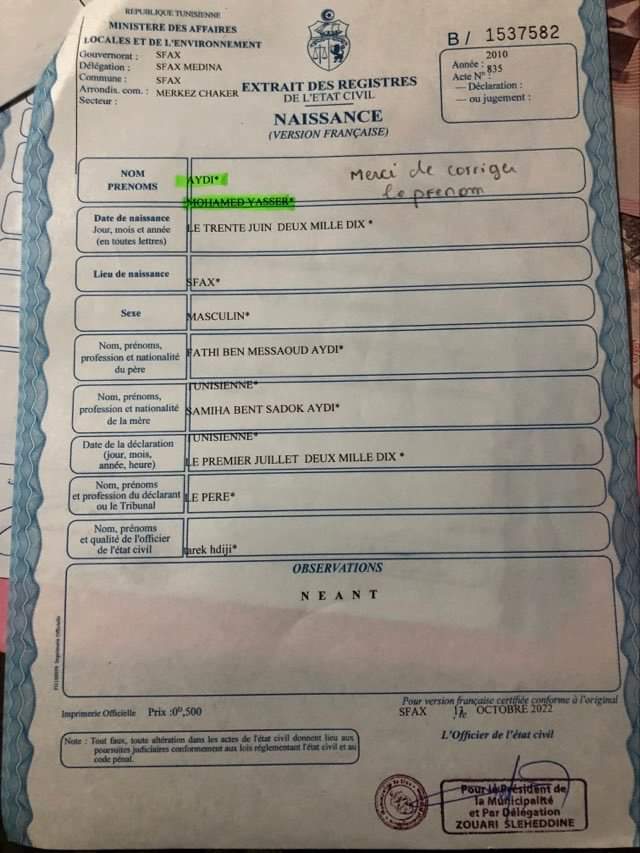 REPUBLIQUE TUNISIENNE
MINISTERE DES AFFAIRES
LOCALES ET DE L'ENVIRONNEMENT
Gouvernorat : SFAX
Délégation : SFAX MEDINA
Commune : SFAX
Arrondis. com. : MERKEZ CHAKER
Secteur :
EXTRAIT DES REGISTRES
DE L'ETAT CIVIL
NAISSANCE
(VERSION FRANÇAISE)
B / 1537582
Année : 2010
Acte N° : 835
— Déclaration :
— ou jugement :
NOM
PRENOMS
AYDI*
MOHAMED YASSER*
Merci de corriger
le prenom
Date de naissance
Jour, mois et année
(en toutes lettres)
LE TRENTE JUIN DEUX MILLE DIX *
Lieu de naissance
SFAX*
Sexe
MASCULIN*
Nom, prénoms,
profession et nationalité
du père
FATHI BEN MESSAOUD AYDI*
TUNISIENNE*
Nom, prénoms,
profession et nationalité
de la mère
SAMIHA BENT SADOK AYDI*
TUNISIENNE*
Date de la déclaration
(jour, mois,
année, heure)
LE PREMIER JUILLET DEUX MILLE DIX *
Nom, prénoms
et profession du déclarant
ou le Tribunal
LE PERE*
Nom, prénoms
et qualité de l'officier
de l'état civil
tarek hdiji*
OBSERVATIONS
NEANT
Imprimerie Officielle Prix :0ᴰ,500
Pour version française certifiée conforme à l'original
SFAX le OCTOBRE 2022
Note : Tout faux, toute altération dans les actes de l'état civil donnent lieu aux
poursuites judiciaires conformement aux lois réglementant l'état civil et au
code pénal.
L'Officier de l'état civil
Pour le Président de
la Municipalité
et Par Délégation
ZOUARI SLEHEDDINE